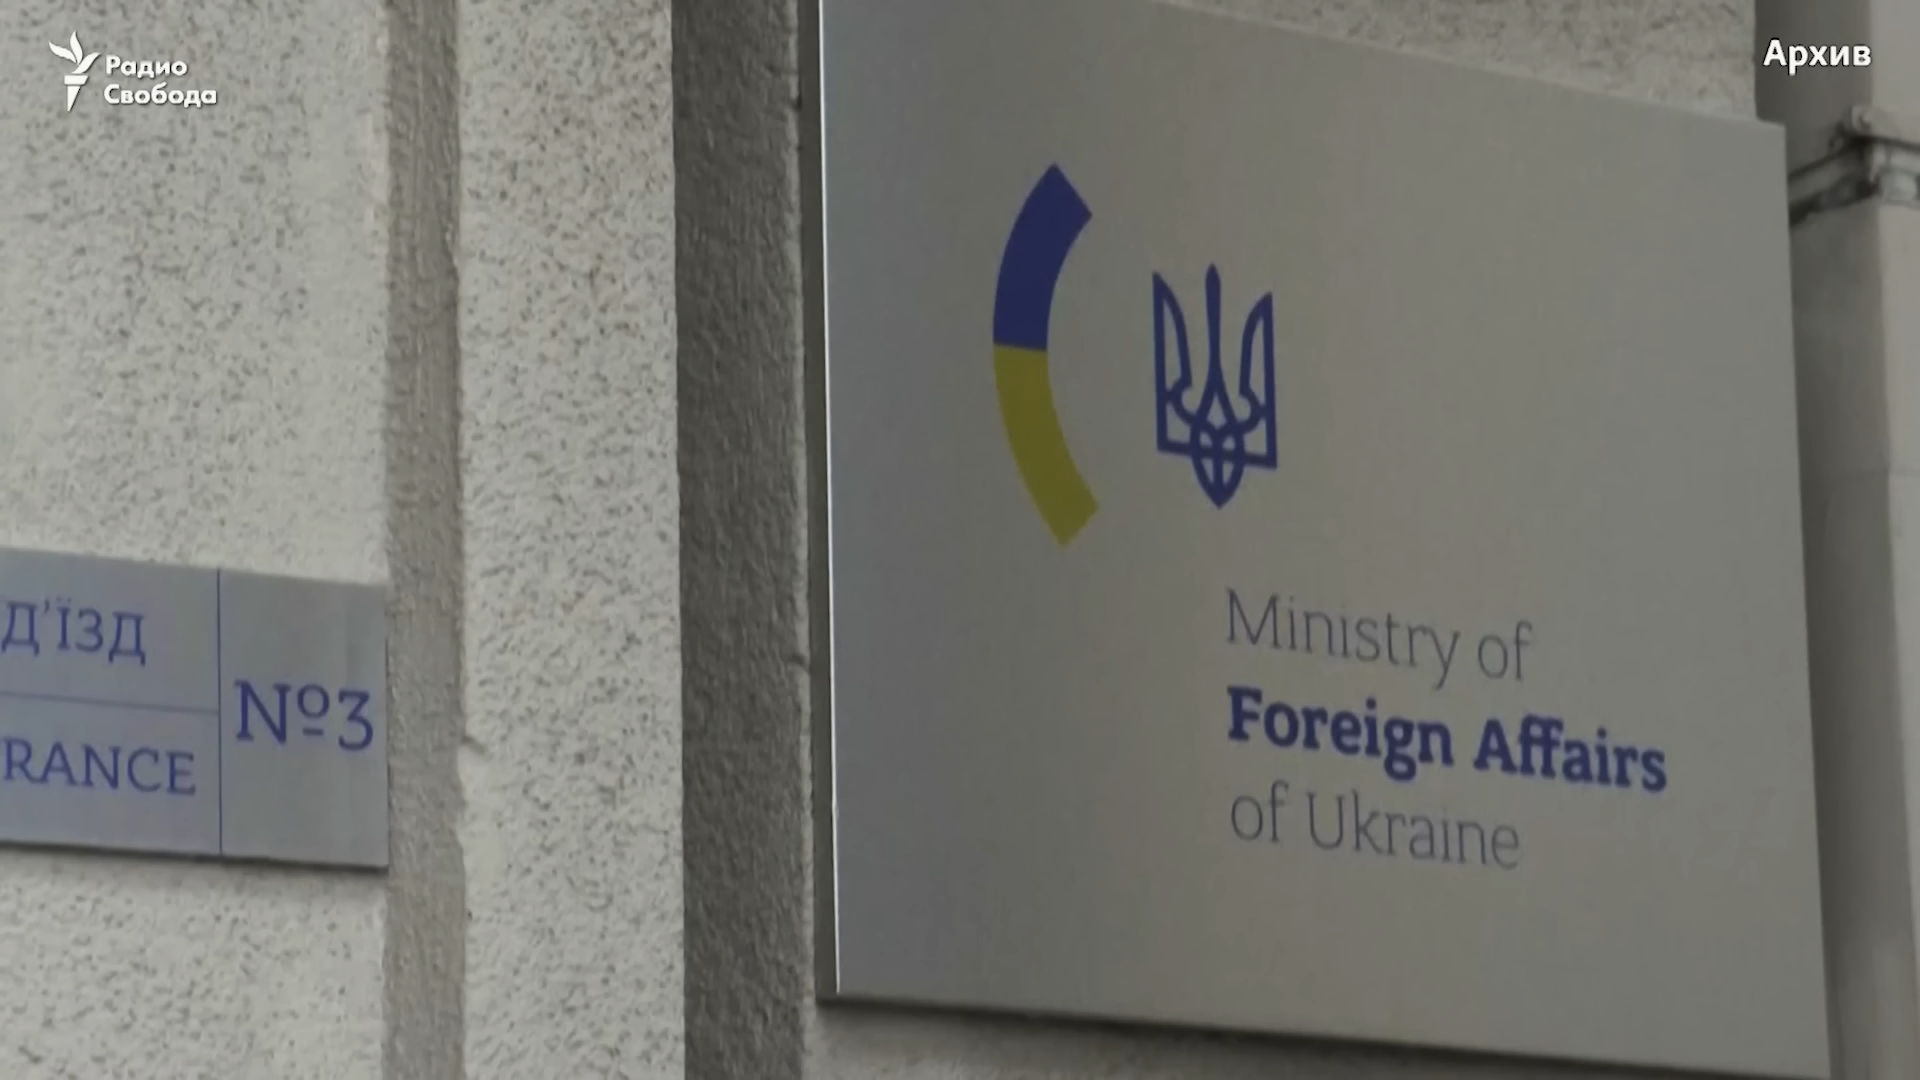 Радио
Свобода
Архив
Д'ЇЗД
RANCE
№3
Ministry of
Foreign Affairs
of Ukraine